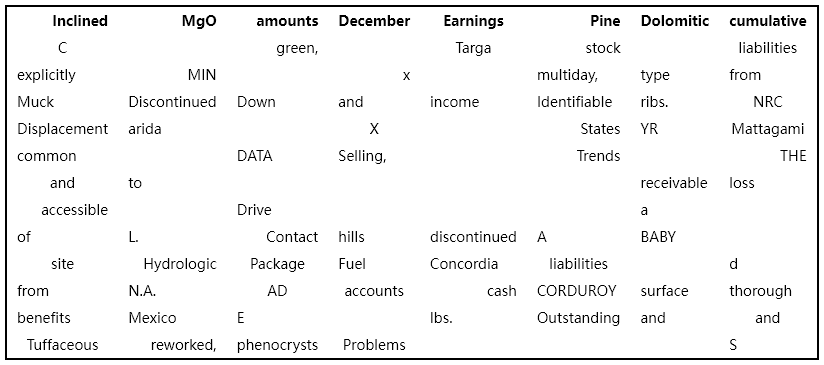 Inclined MgO amounts December Earnings Pine Dolomitic cumulative
C green, Targa stock liabilities
explicitly MIN x multiday, type from
Muck Discontinued Down and income Identifiable ribs. NRC
Displacement arida X States YR Mattagami
common DATA Selling, Trends THE
and to receivable loss
accessible Drive a
of L. Contact hills discontinued A BABY
site Hydrologic Package Fuel Concordia liabilities d
from N.A. AD accounts cash CORDUROY surface thorough
benefits Mexico E lbs. Outstanding and and
Tuffaceous reworked, phenocrysts Problems S